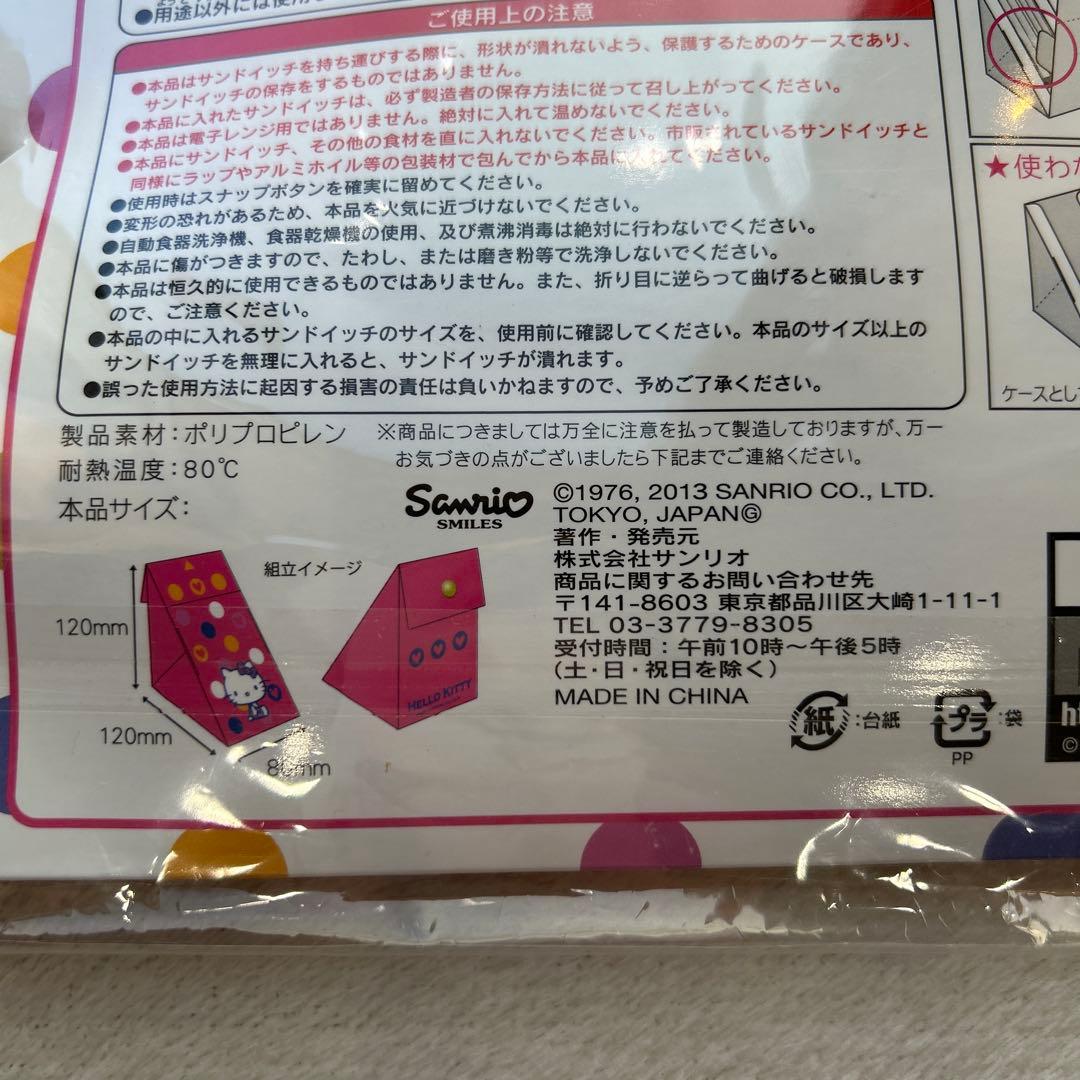 ●用途以外には使用し
ご使用上の注意
●本品はサンドイッチを持ち運びする際に、形状が潰れないよう、保護するためのケースであり、
サンドイッチの保存をするものではありません。
●本品に入れたサンドイッチは、必ず製造者の保存方法に従って召し上がってください。
●本品は電子レンジ用ではありません。絶対に入れて温めないでください。
●本品にサンドイッチ、その他の食材を直に入れないでください。市販されているサンドイッチと
同様にラップやアルミホイル等の包装材で包んでから本品に入れてください。
●使用時はスナップボタンを確実に留めてください。
●変形の恐れがあるため、本品を火気に近づけないでください。
●自動食器洗浄機、食器乾燥機の使用、及び煮沸消毒は絶対に行わないでください。
●本品に傷がつきますので、たわし、または磨き粉等で洗浄しないでください。
●本品は恒久的に使用できるものではありません。また、折り目に逆らって曲げると破損します
ので、ご注意ください。
●本品の中に入れるサンドイッチのサイズを、使用前に確認してください。本品のサイズ以上の
サンドイッチを無理に入れると、サンドイッチが潰れます。
●誤った使用方法に起因する損害の責任は負いかねますので、予めご了承ください。
★使わな
ケースとし
製品素材：ポリプロピレン
耐熱温度：80℃
本品サイズ：
※商品につきましては万全に注意を払って製造しておりますが、万一
お気づきの点がございましたら下記までご連絡ください。
Sanrio
SMILES
©1976, 2013 SANRIO CO., LTD.
TOKYO, JAPANⒼ
著作・発売元
株式会社サンリオ
商品に関するお問い合わせ先
〒141-8603 東京都品川区大崎1-11-1
TEL 03-3779-8305
受付時間：午前10時～午後5時
(土・日・祝日を除く)
MADE IN CHINA
組立イメージ
120mm
120mm
HELLO KITTY
紙：台紙
プラ：袋
PP